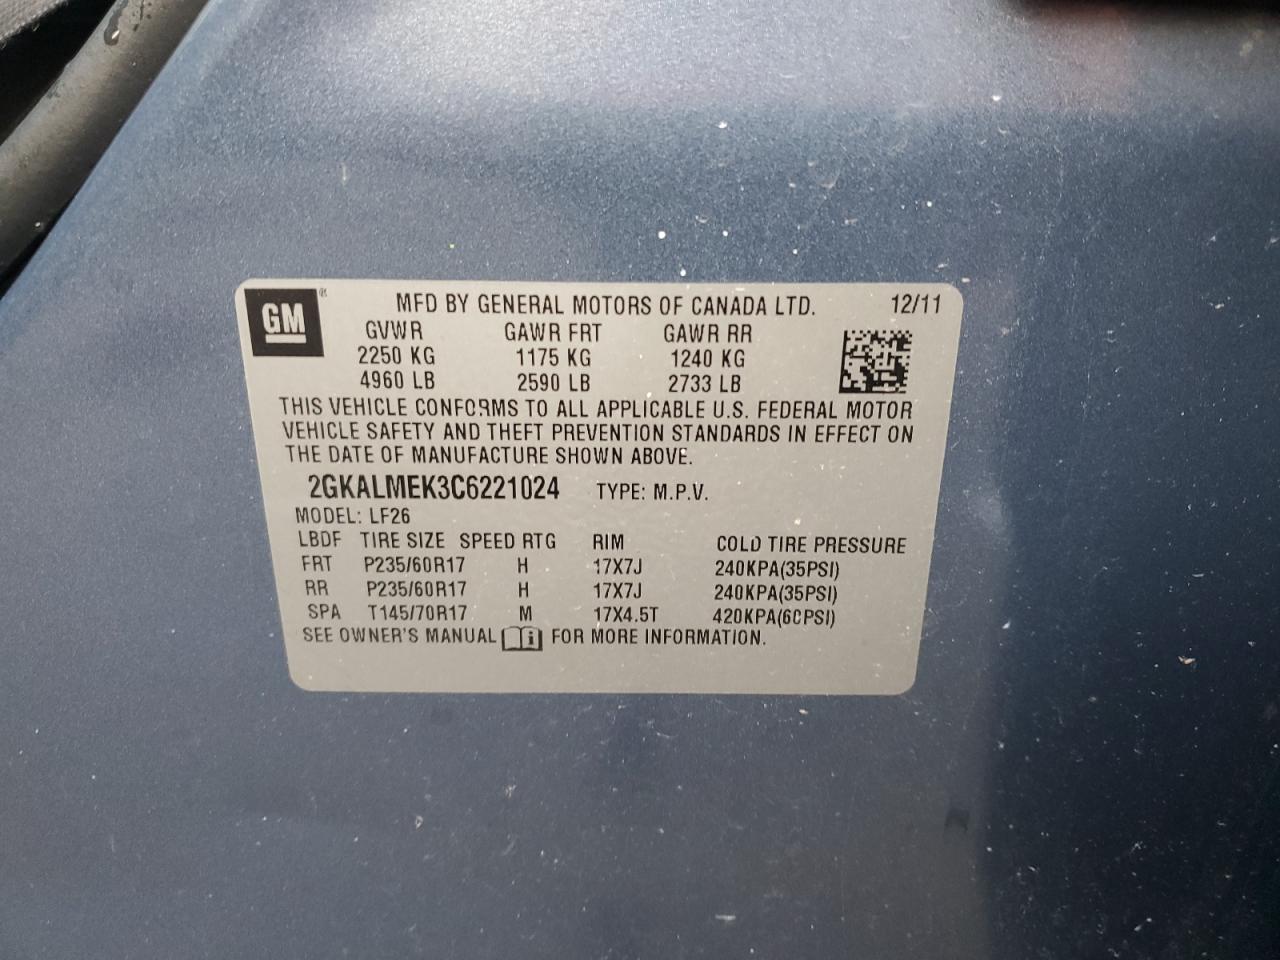 GM ®
MFD BY GENERAL MOTORS OF CANADA LTD. 12/11
GVWR GAWR FRT GAWR RR
2250 KG 1175 KG 1240 KG
4960 LB 2590 LB 2733 LB
THIS VEHICLE CONFORMS TO ALL APPLICABLE U.S. FEDERAL MOTOR
VEHICLE SAFETY AND THEFT PREVENTION STANDARDS IN EFFECT ON
THE DATE OF MANUFACTURE SHOWN ABOVE.
2GKALMEK3C6221024 TYPE: M.P.V.
MODEL: LF26
LBDF TIRE SIZE SPEED RTG RIM COLD TIRE PRESSURE
FRT P235/60R17 H 17X7J 240KPA(35PSI)
RR P235/60R17 H 17X7J 240KPA(35PSI)
SPA T145/70R17 M 17X4.5T 420KPA(60PSI)
SEE OWNER'S MANUAL i FOR MORE INFORMATION.